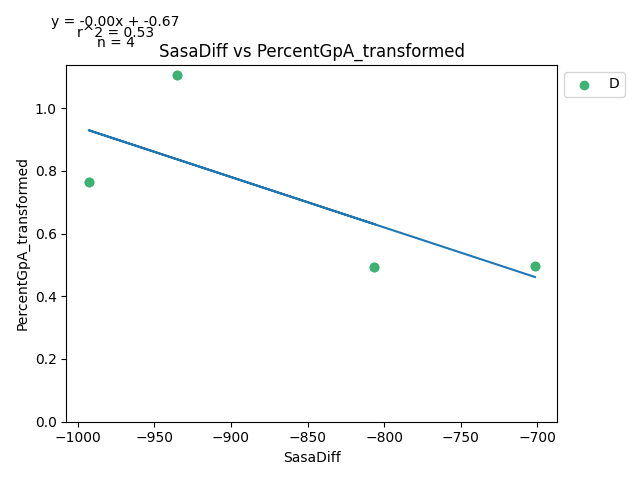 y = -0.00x + -0.67
r^2 = 0.53
n = 4
SasaDiff vs PercentGpA_transformed
D
PercentGpA_transformed
1.0
0.8
0.6
0.4
0.2
0.0
−1000 −950 −900 −850 −800 −750 −700
SasaDiff